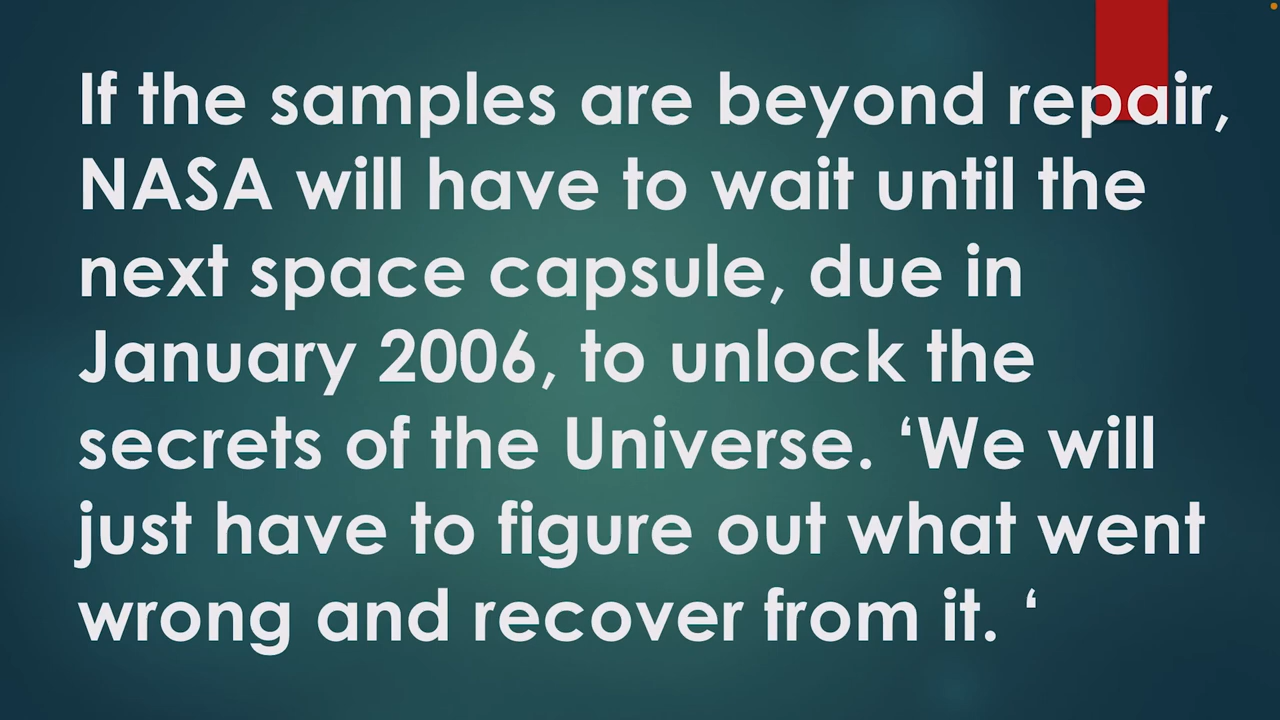 If the samples are beyond repair,
NASA will have to wait until the
next space capsule, due in
January 2006, to unlock the
secrets of the Universe. ‘We will
just have to figure out what went
wrong and recover from it. ‘